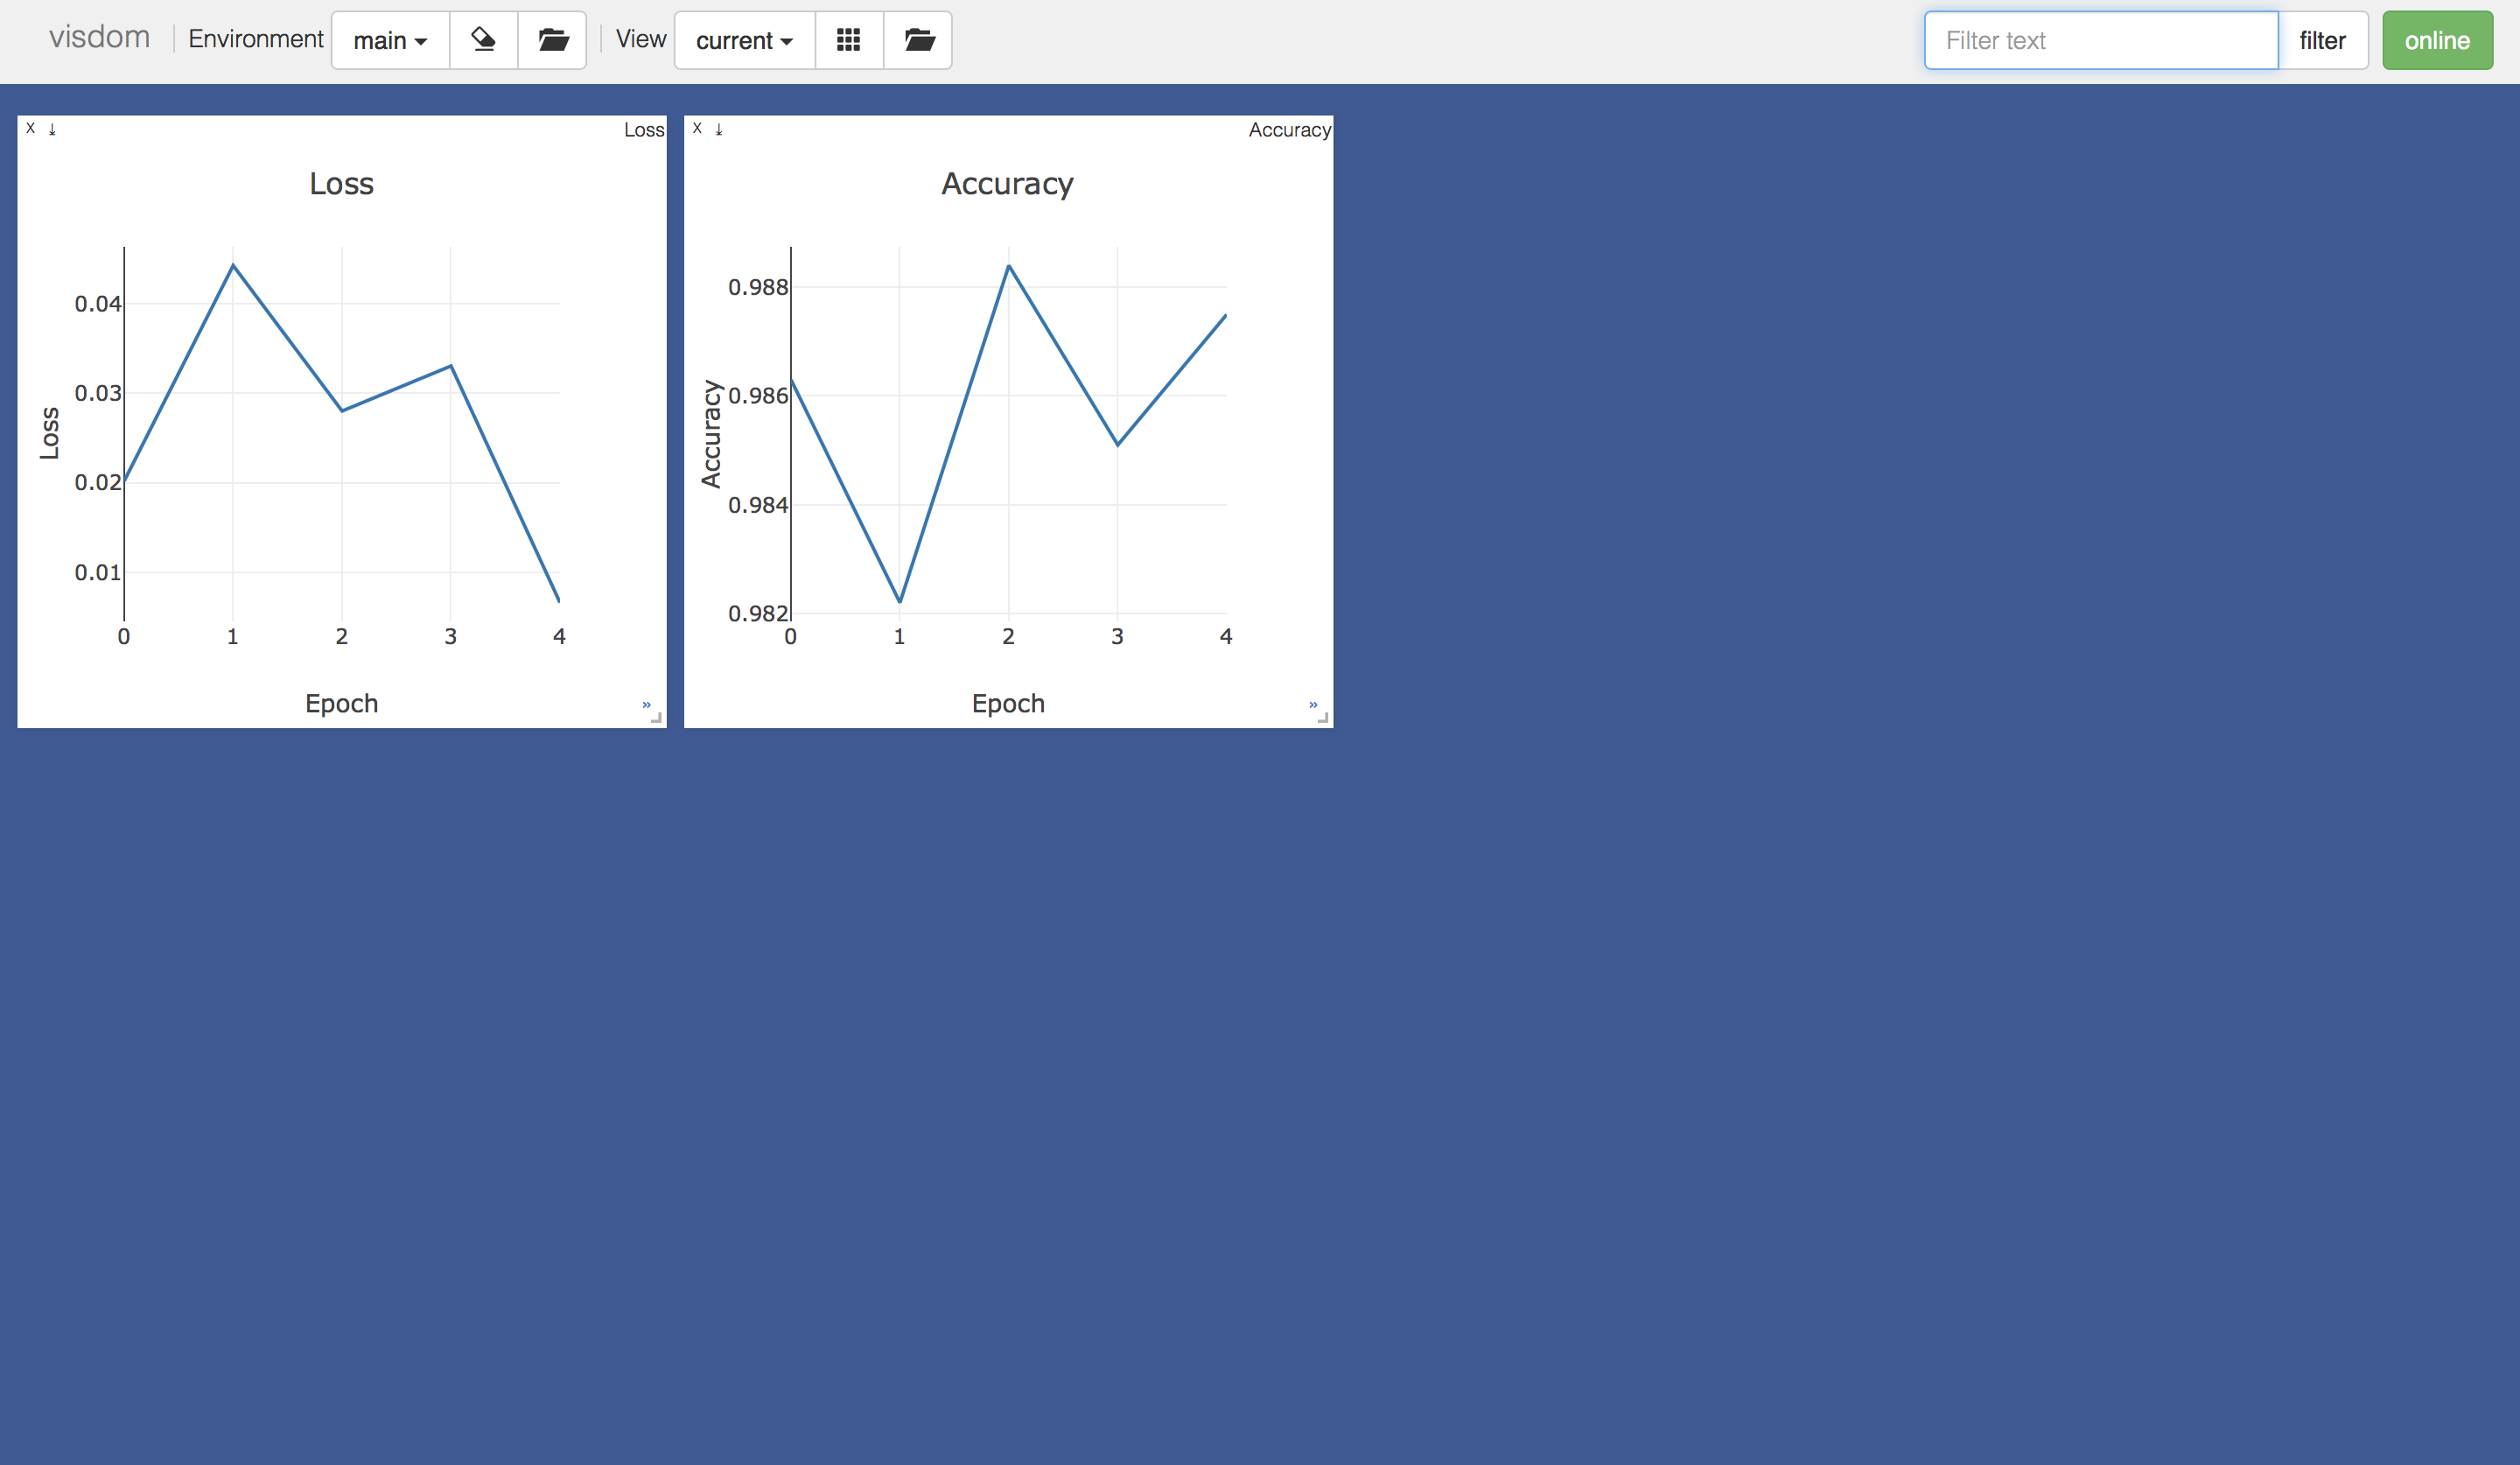 visdom Environment main View current Filter text filter online
X Loss
Loss
0.04
0.03
0.02
0.01
Loss
0 1 2 3 4
Epoch
»
X Accuracy
Accuracy
0.988
0.986
0.984
0.982
Accuracy
0 1 2 3 4
Epoch
»